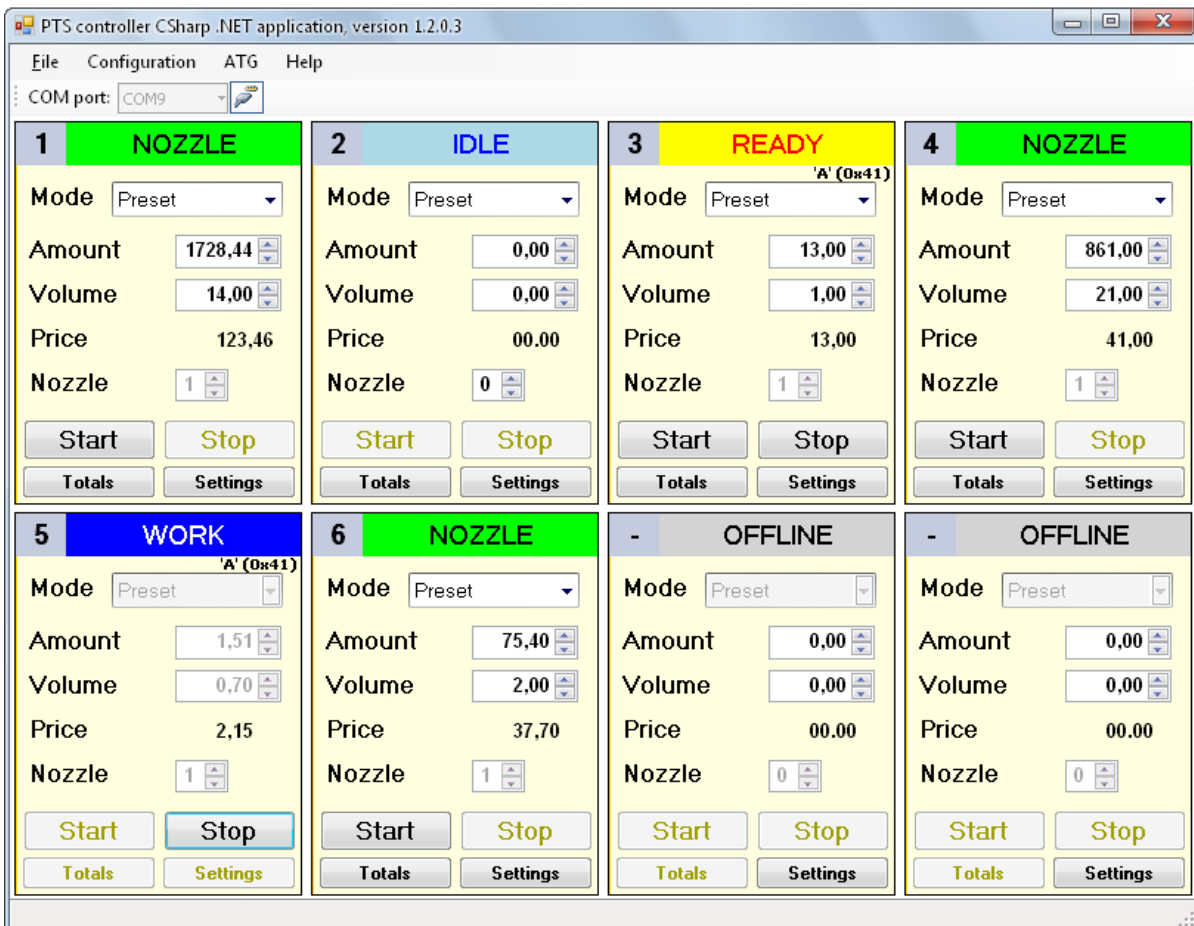 PTS controller CSharp .NET application, version 1.2.0.3
File Configuration ATG Help
COM port: COM9
1 NOZZLE 2 IDLE 3 READY 4 NOZZLE
'A' (0x41)
Mode Preset Mode Preset Mode Preset Mode Preset
Amount 1728,44 Amount 0,00 Amount 13,00 Amount 861,00
Volume 14,00 Volume 0,00 Volume 1,00 Volume 21,00
Price 123,46 Price 00.00 Price 13,00 Price 41,00
Nozzle 1 Nozzle 0 Nozzle 1 Nozzle 1
Start Stop Start Stop Start Stop Start Stop
Totals Settings Totals Settings Totals Settings Totals Settings
5 WORK 6 NOZZLE - OFFLINE - OFFLINE
'A' (0x41)
Mode Preset Mode Preset Mode Preset Mode Preset
Amount 1,51 Amount 75,40 Amount 0,00 Amount 0,00
Volume 0,70 Volume 2,00 Volume 0,00 Volume 0,00
Price 2,15 Price 37,70 Price 00.00 Price 00.00
Nozzle 1 Nozzle 1 Nozzle 0 Nozzle 0
Start Stop Start Stop Start Stop Start Stop
Totals Settings Totals Settings Totals Settings Totals Settings